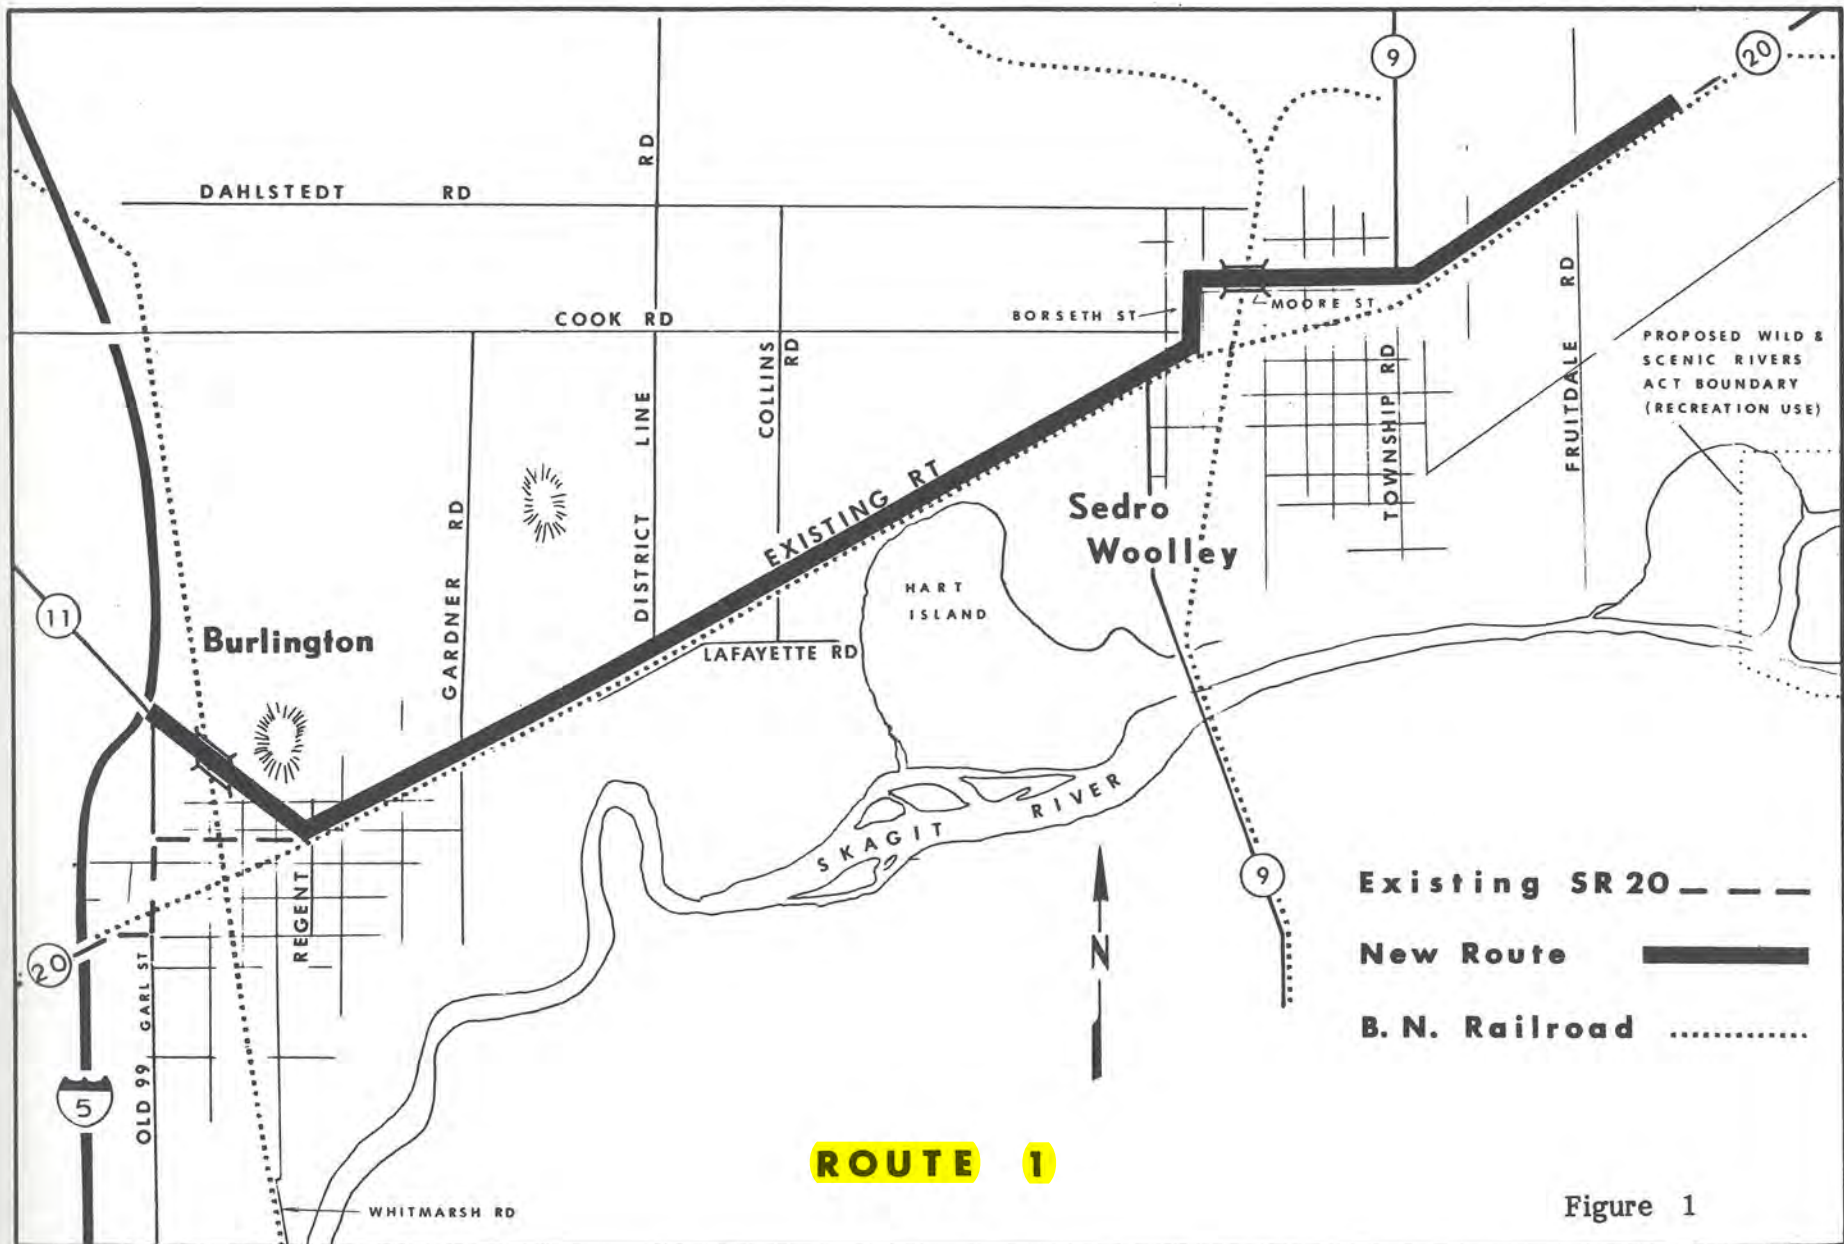 9
20
DAHLSTEDT RD
RD
COOK RD
BORSETH ST
MOORE ST
COLLINS RD
DISTRICT LINE
GARDNER RD
EXISTING RT
TOWNSHIP RD
FRUITDALE RD
PROPOSED WILD &
SCENIC RIVERS
ACT BOUNDARY
(RECREATION USE)
Sedro
Woolley
HART
ISLAND
11
Burlington
LAFAYETTE RD
SKAGIT RIVER
REGENT
20
OLD 99 GARL ST
5
9
N
Existing SR 20
New Route
B. N. Railroad
ROUTE 1
WHITMARSH RD
Figure 1